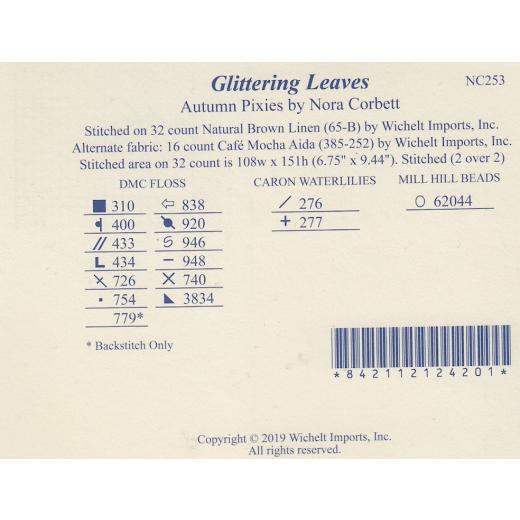 Glittering Leaves NC253
Autumn Pixies by Nora Corbett
Stitched on 32 count Natural Brown Linen (65-B) by Wichelt Imports, Inc.
Alternate fabric: 16 count Café Mocha Aida (385-252) by Wichelt Imports, Inc.
Stitched area on 32 count is 108w x 151h (6.75" x 9.44"). Stitched (2 over 2)
DMC FLOSS CARON WATERLILIES MILL HILL BEADS
310 838 276 62044
400 920 277
433 946
434 948
726 740
754 3834
779*
* Backstitch Only
*842112124201*
Copyright © 2019 Wichelt Imports, Inc.
All rights reserved.